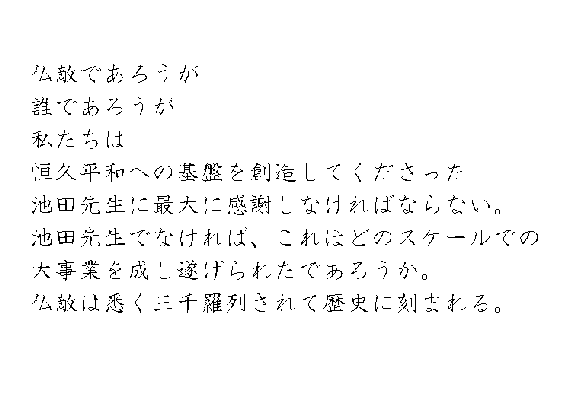 仏敵であろうが
誰であろうが
私たちは
恒久平和への基盤を創造してくださった
池田先生に最大に感謝しなければならない。
池田先生でなければ、これほどのスケールでの
大事業を成し遂げられたであろうか。
仏敵は悉く三千羅列されて歴史に刻まれる。